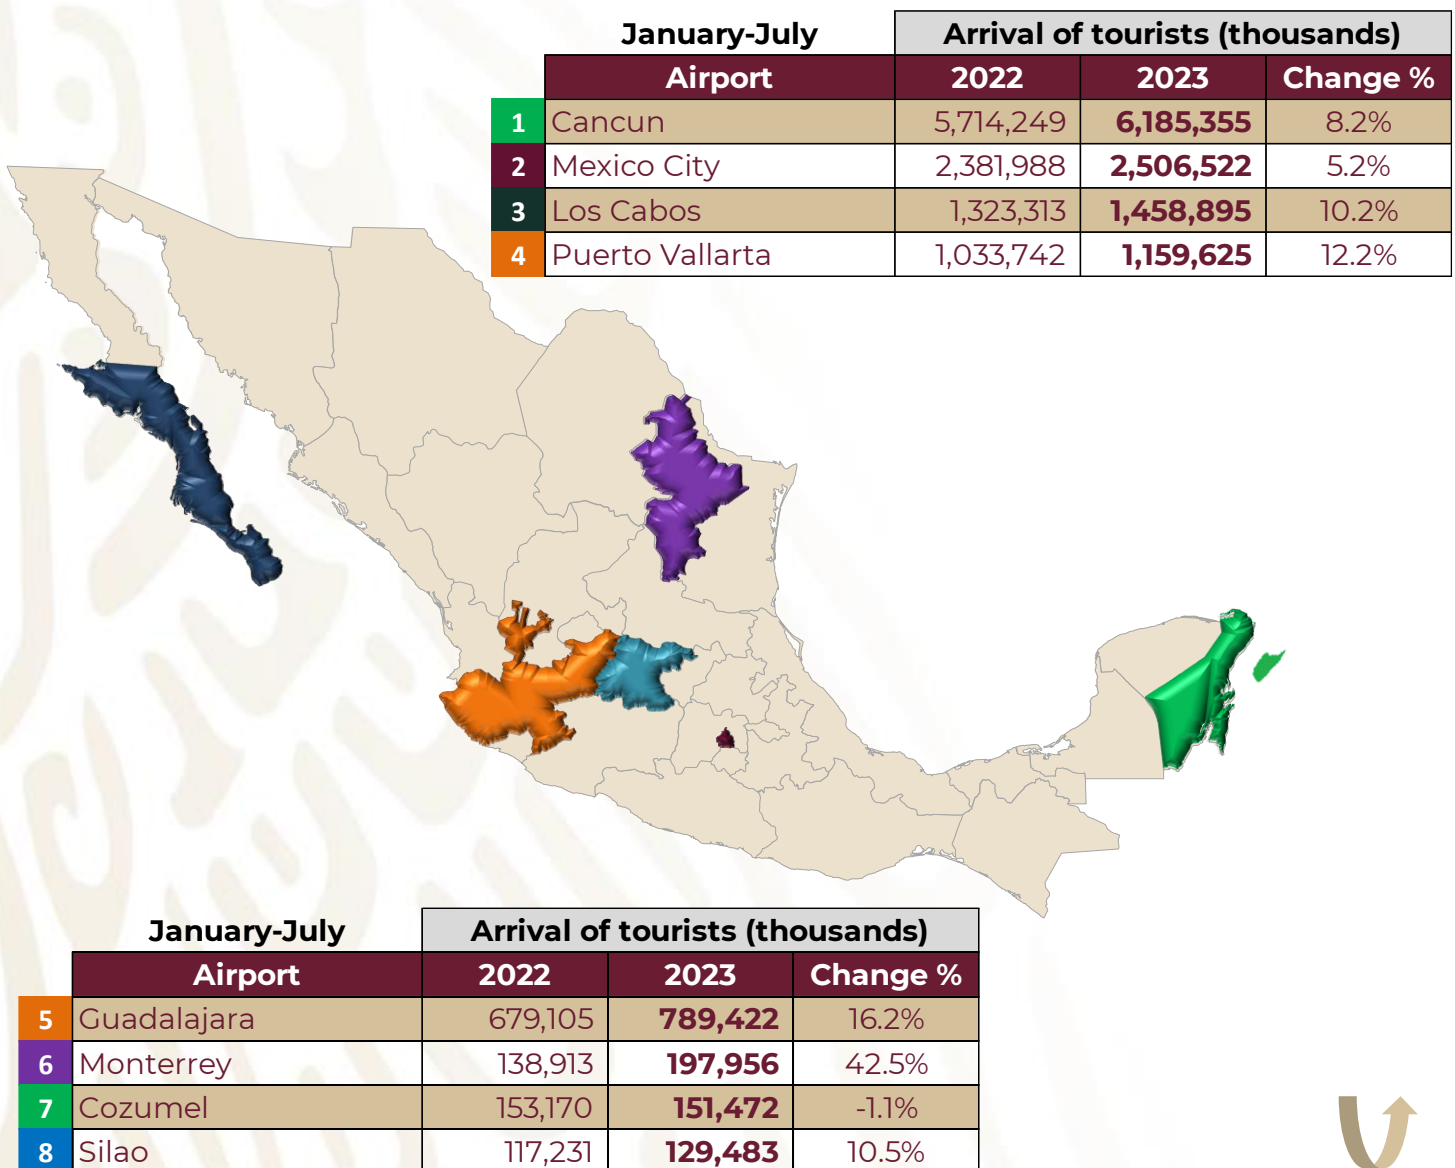 January-July Arrival of tourists (thousands)
Airport 2022 2023 Change %
1 Cancun 5,714,249 6,185,355 8.2%
2 Mexico City 2,381,988 2,506,522 5.2%
3 Los Cabos 1,323,313 1,458,895 10.2%
4 Puerto Vallarta 1,033,742 1,159,625 12.2%
January-July Arrival of tourists (thousands)
Airport 2022 2023 Change %
5 Guadalajara 679,105 789,422 16.2%
6 Monterrey 138,913 197,956 42.5%
7 Cozumel 153,170 151,472 -1.1%
8 Silao 117,231 129,483 10.5%